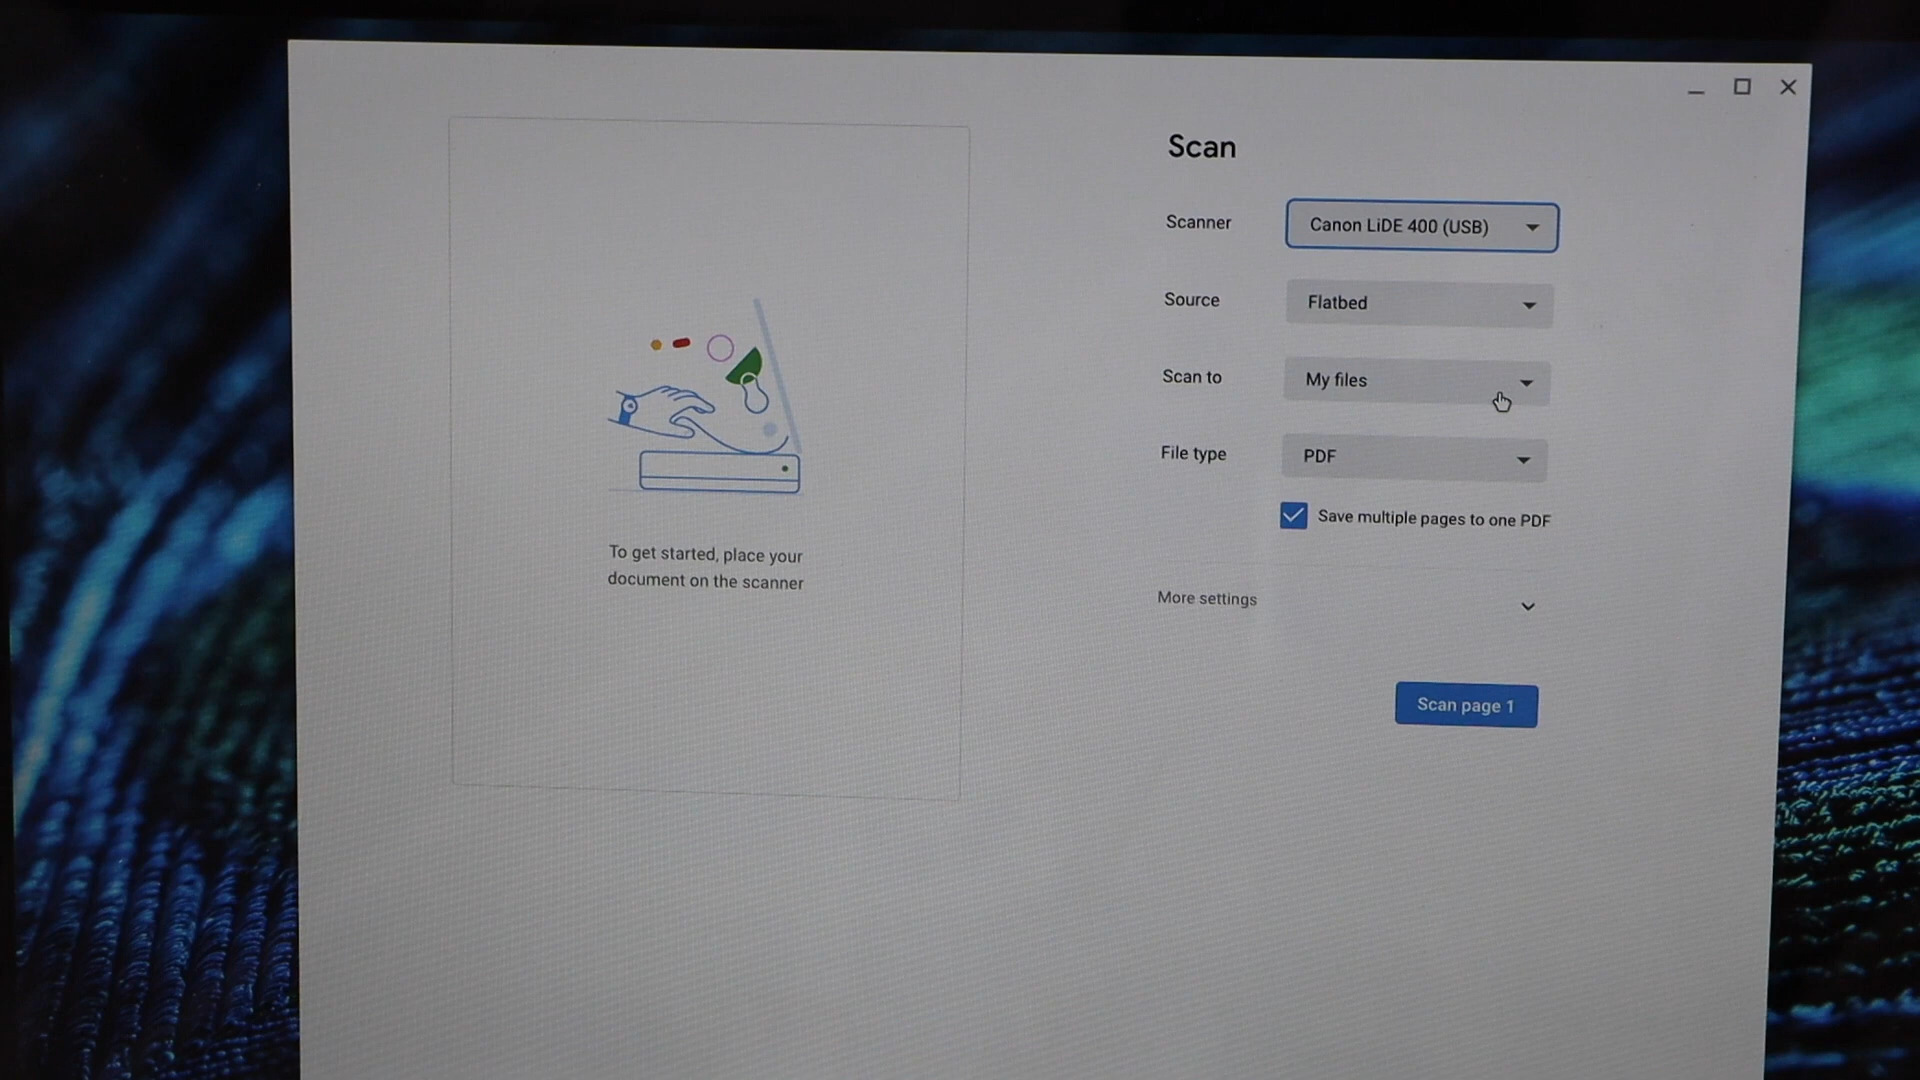 Scan
Scanner
Canon LiDE 400 (USB)
Source
Flatbed
Scan to
My files
File type
PDF
Save multiple pages to one PDF
More settings
Scan page 1
To get started, place your
document on the scanner